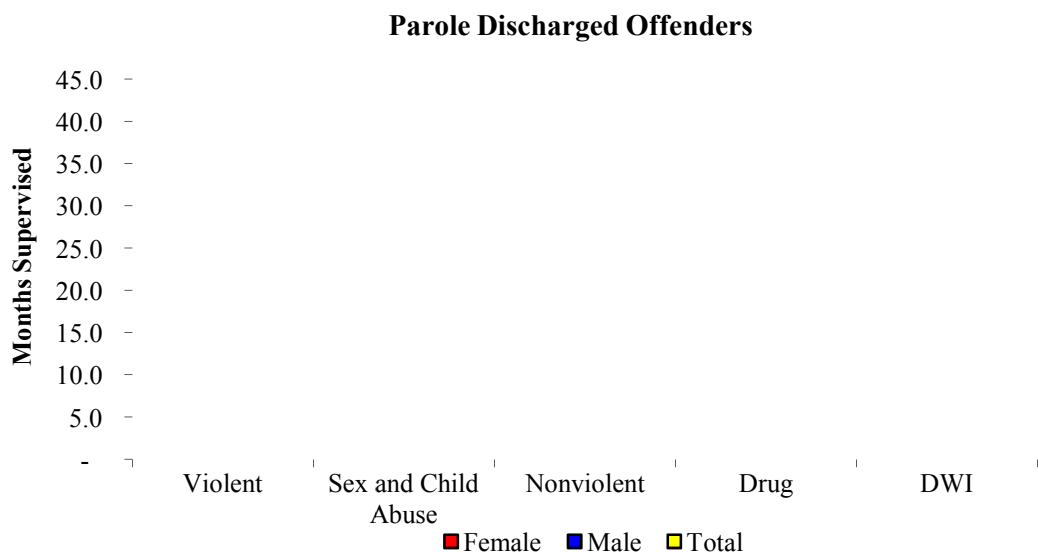 Parole Discharged Offenders
Months Supervised
45.0
40.0
35.0
30.0
25.0
20.0
15.0
10.0
5.0
-
Violent
Sex and Child
Abuse
Nonviolent
Drug
DWI
Female Male Total